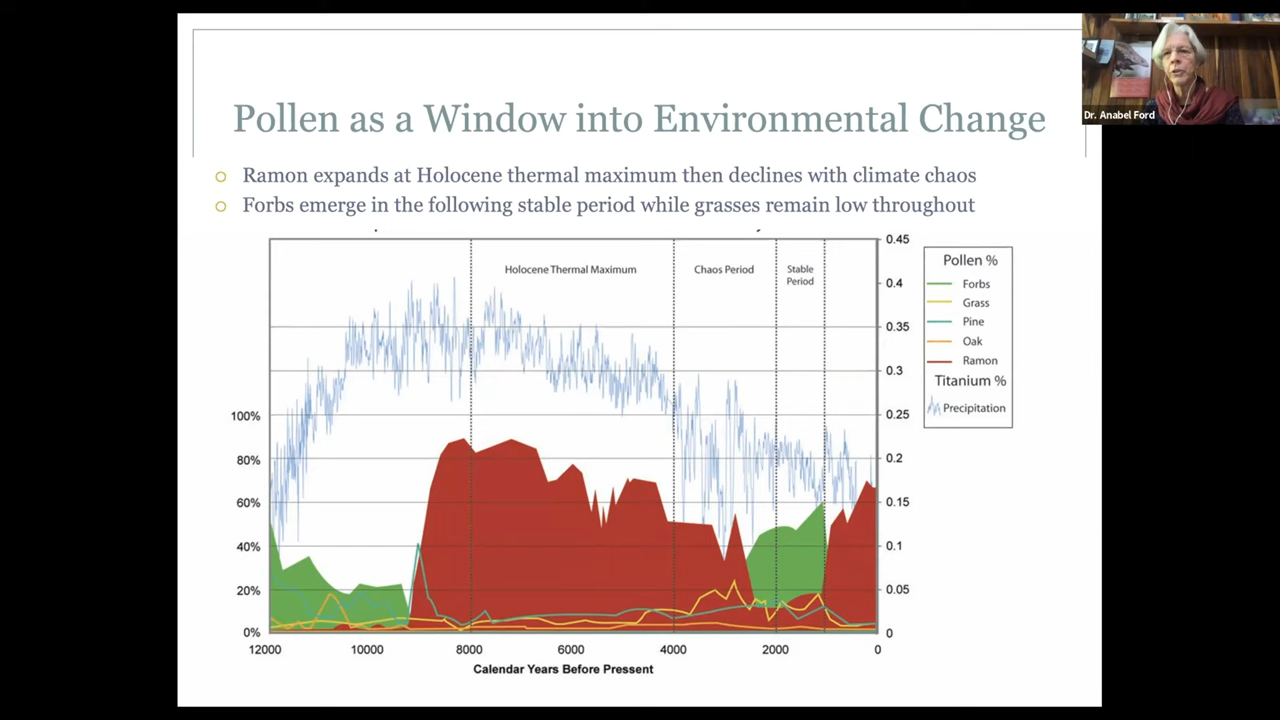 Dr. Anabel Ford
Pollen as a Window into Environmental Change
Ramon expands at Holocene thermal maximum then declines with climate chaos
Forbs emerge in the following stable period while grasses remain low throughout
Holocene Thermal Maximum
Chaos Period
Stable
Period
100%
80%
60%
40%
20%
0%
0.45
0.4
0.35
0.3
0.25
0.2
0.15
0.1
0.05
0
12000
10000
8000
6000
4000
2000
0
Calendar Years Before Pressent
Pollen %
Forbs
Grass
Pine
Oak
Ramon
Titanium %
Precipitation